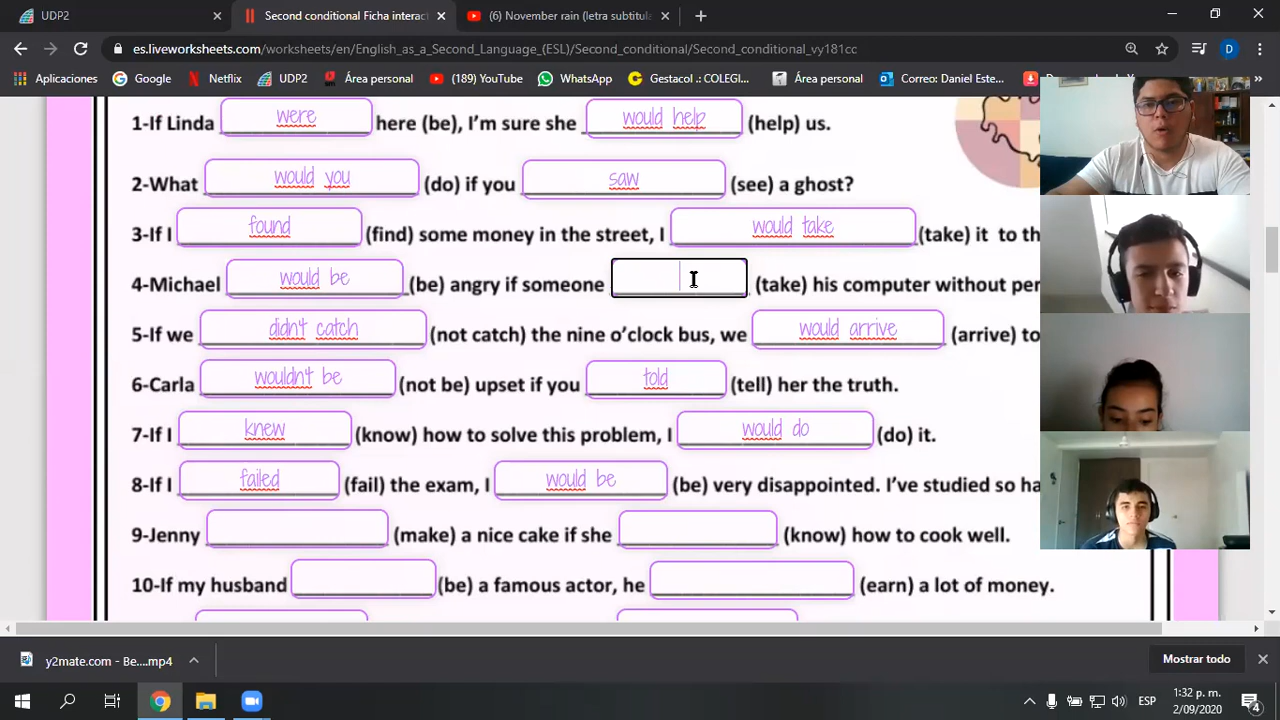 UDP2
Second conditional Ficha interact
(6) November rain (letra subtitula
es.liveworksheets.com/worksheets/en/English_as_a_Second_Language_(ESL)/Second_conditional/Second_conditional_vy181cc
D
Aplicaciones Google Netflix UDP2 Área personal (189) YouTube WhatsApp Gestacol .: COLEGI... Área personal Correo: Daniel Este...
1-If Linda were here (be), I'm sure she would help (help) us.
2-What would you (do) if you saw (see) a ghost?
3-If I found (find) some money in the street, I would take (take) it to th
4-Michael would be (be) angry if someone (take) his computer without per
5-If we didn't catch (not catch) the nine o'clock bus, we would arrive (arrive) to
6-Carla wouldn't be (not be) upset if you told (tell) her the truth.
7-If I knew (know) how to solve this problem, I would do (do) it.
8-If I failed (fail) the exam, I would be (be) very disappointed. I've studied so ha
9-Jenny (make) a nice cake if she (know) how to cook well.
10-If my husband (be) a famous actor, he (earn) a lot of money.
y2mate.com - Be....mp4
Mostrar todo
ESP
1:32 p. m.
2/09/2020
4